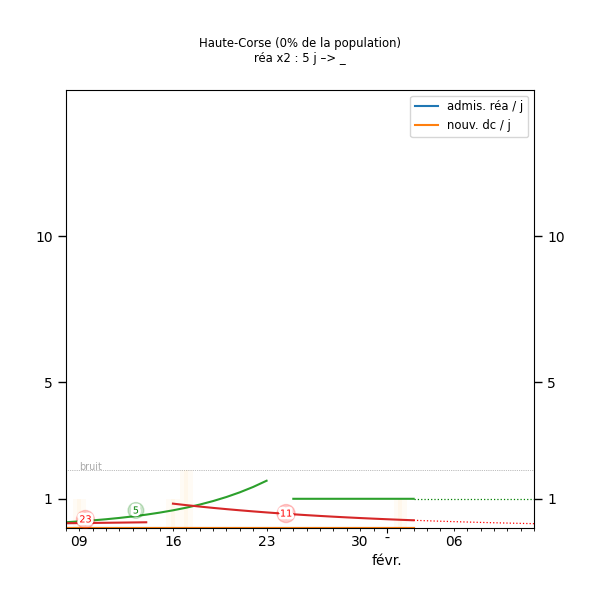 Haute-Corse (0% de la population)
réa x2 : 5 j –> _
admis. réa / j
nouv. dc / j
10 10
5 5
bruit
1 1
23 5 11
09 16 23 30 - 06
févr.